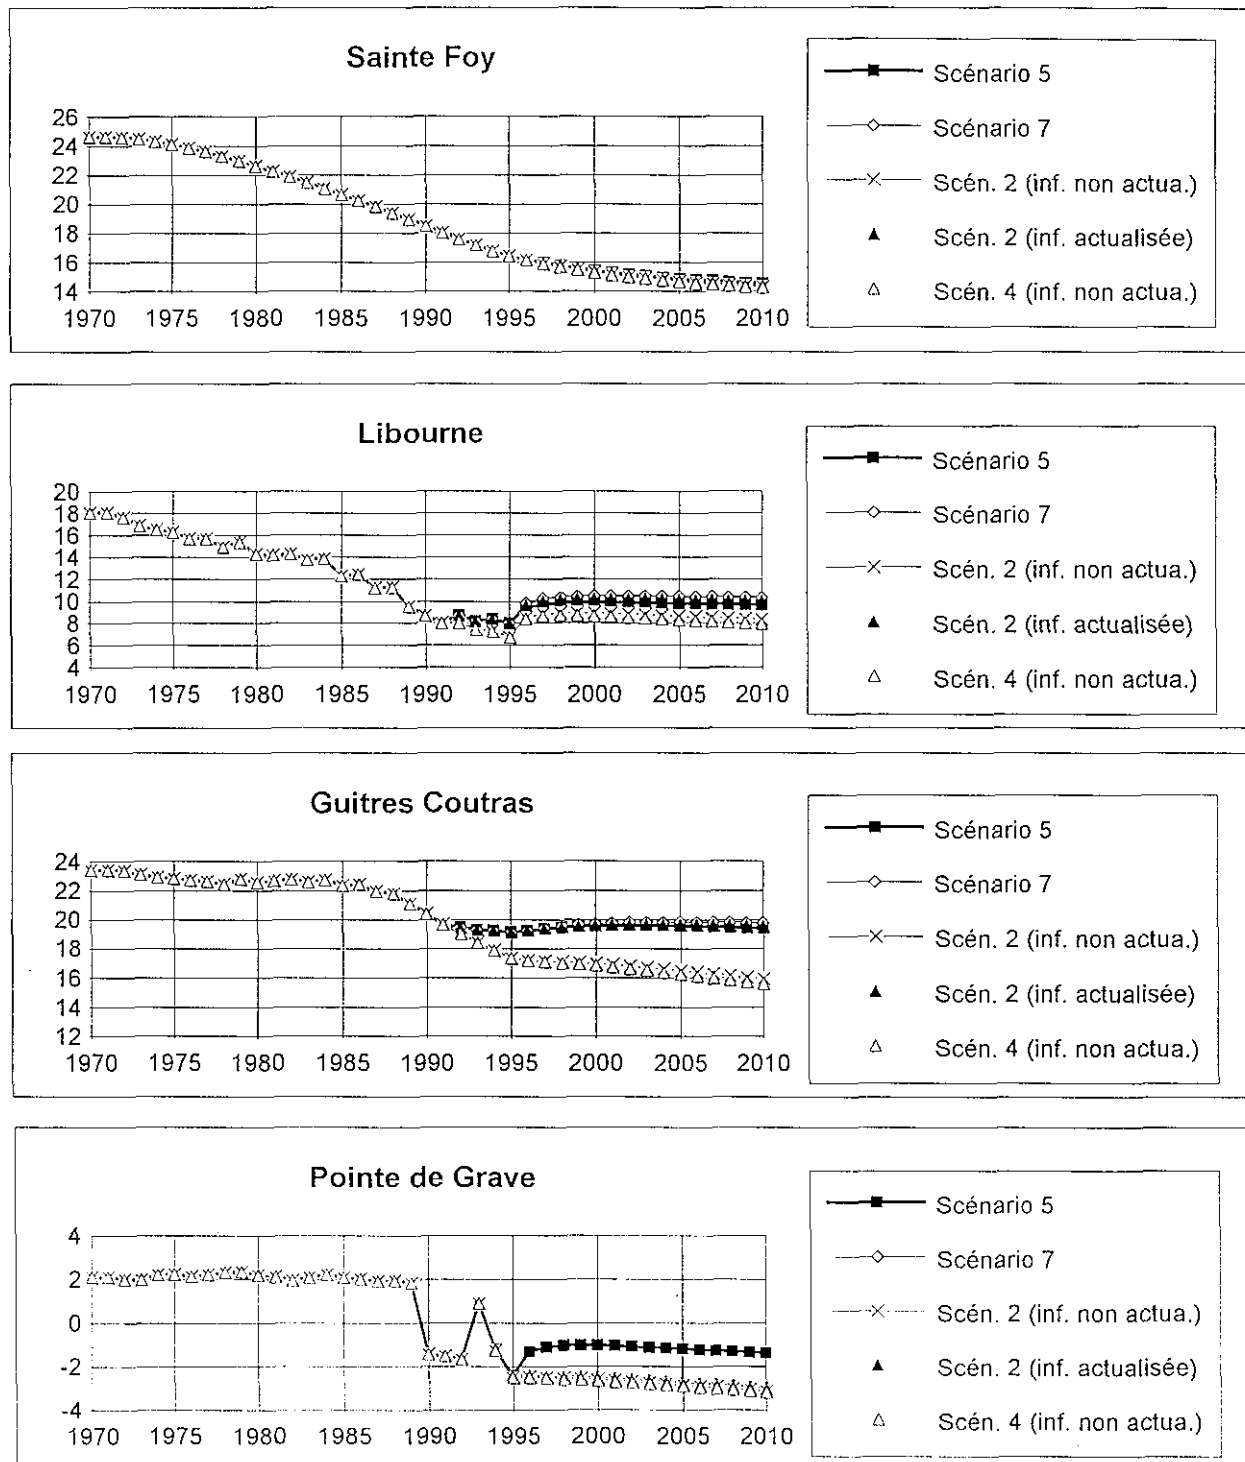 Sainte Foy
26
24
22
20
18
16
14
1970 1975 1980 1985 1990 1995 2000 2005 2010
Scénario 5
Scénario 7
Scén. 2 (inf. non actua.)
Scén. 2 (inf. actualisée)
Scén. 4 (inf. non actua.)
Libourne
20
18
16
14
12
10
8
6
4
1970 1975 1980 1985 1990 1995 2000 2005 2010
Scénario 5
Scénario 7
Scén. 2 (inf. non actua.)
Scén. 2 (inf. actualisée)
Scén. 4 (inf. non actua.)
Guitres Coutras
24
22
20
18
16
14
12
1970 1975 1980 1985 1990 1995 2000 2005 2010
Scénario 5
Scénario 7
Scén. 2 (inf. non actua.)
Scén. 2 (inf. actualisée)
Scén. 4 (inf. non actua.)
Pointe de Grave
4
2
0
-2
-4
1970 1975 1980 1985 1990 1995 2000 2005 2010
Scénario 5
Scénario 7
Scén. 2 (inf. non actua.)
Scén. 2 (inf. actualisée)
Scén. 4 (inf. non actua.)